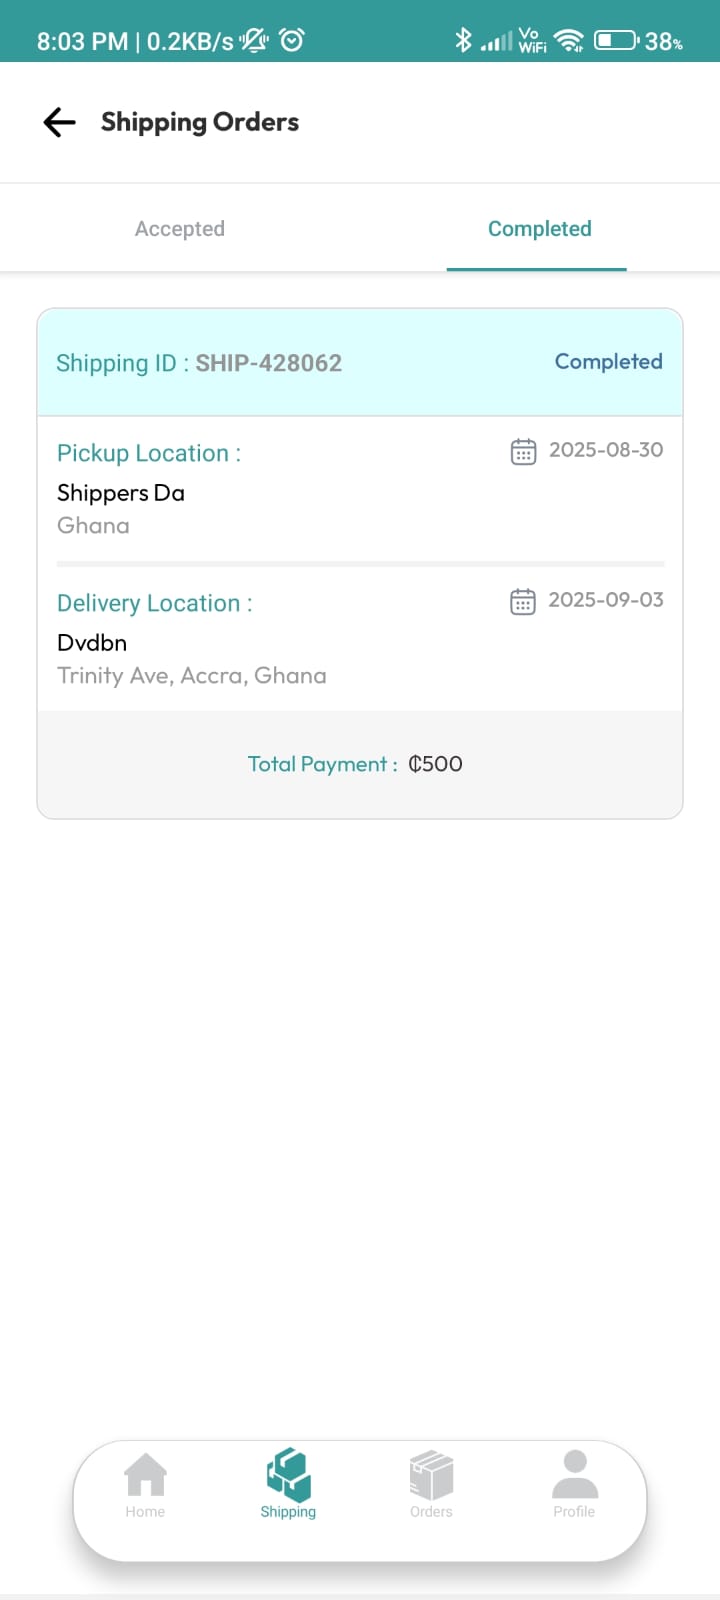 8:03 PM | 0.2KB/s Vo WiFi 38%
Shipping Orders
Accepted Completed
Shipping ID : SHIP-428062 Completed
Pickup Location : 2025-08-30
Shippers Da
Ghana
Delivery Location : 2025-09-03
Dvdbn
Trinity Ave, Accra, Ghana
Total Payment : ₵500
Home Shipping Orders Profile